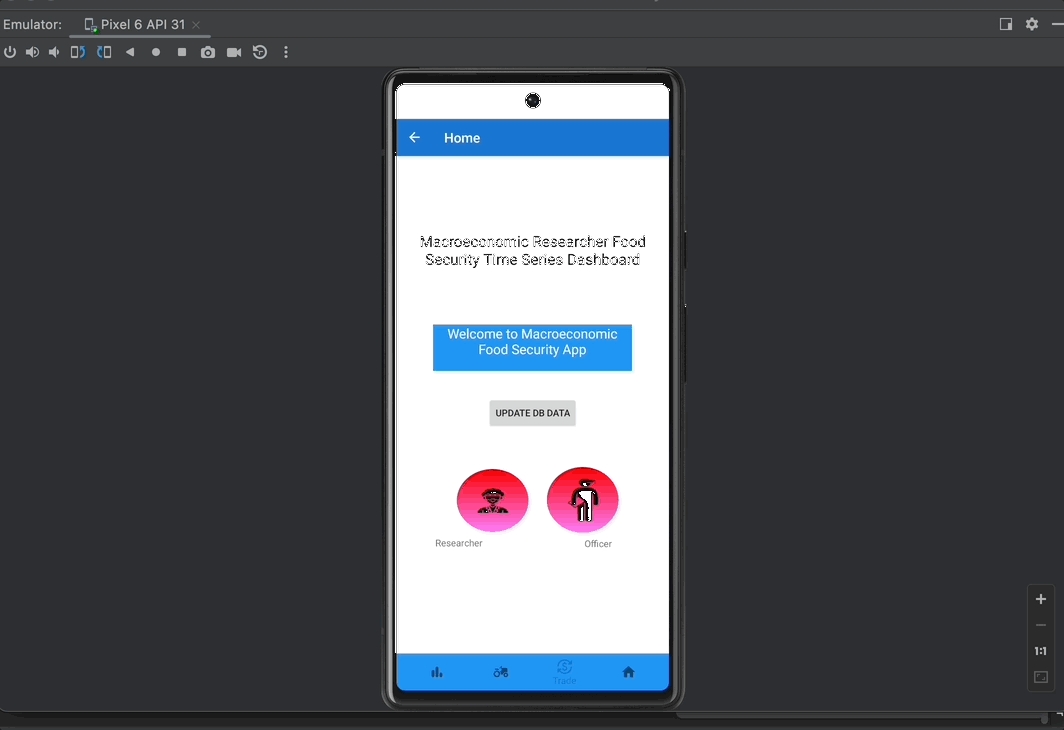 Emulator:
Pixel 6 API 31
Home
Macroeconomic Researcher Food
Security Time Series Dashboard
Welcome to Macroeconomic
Food Security App
UPDATE DB DATA
Researcher
Officer
Trade
1:1